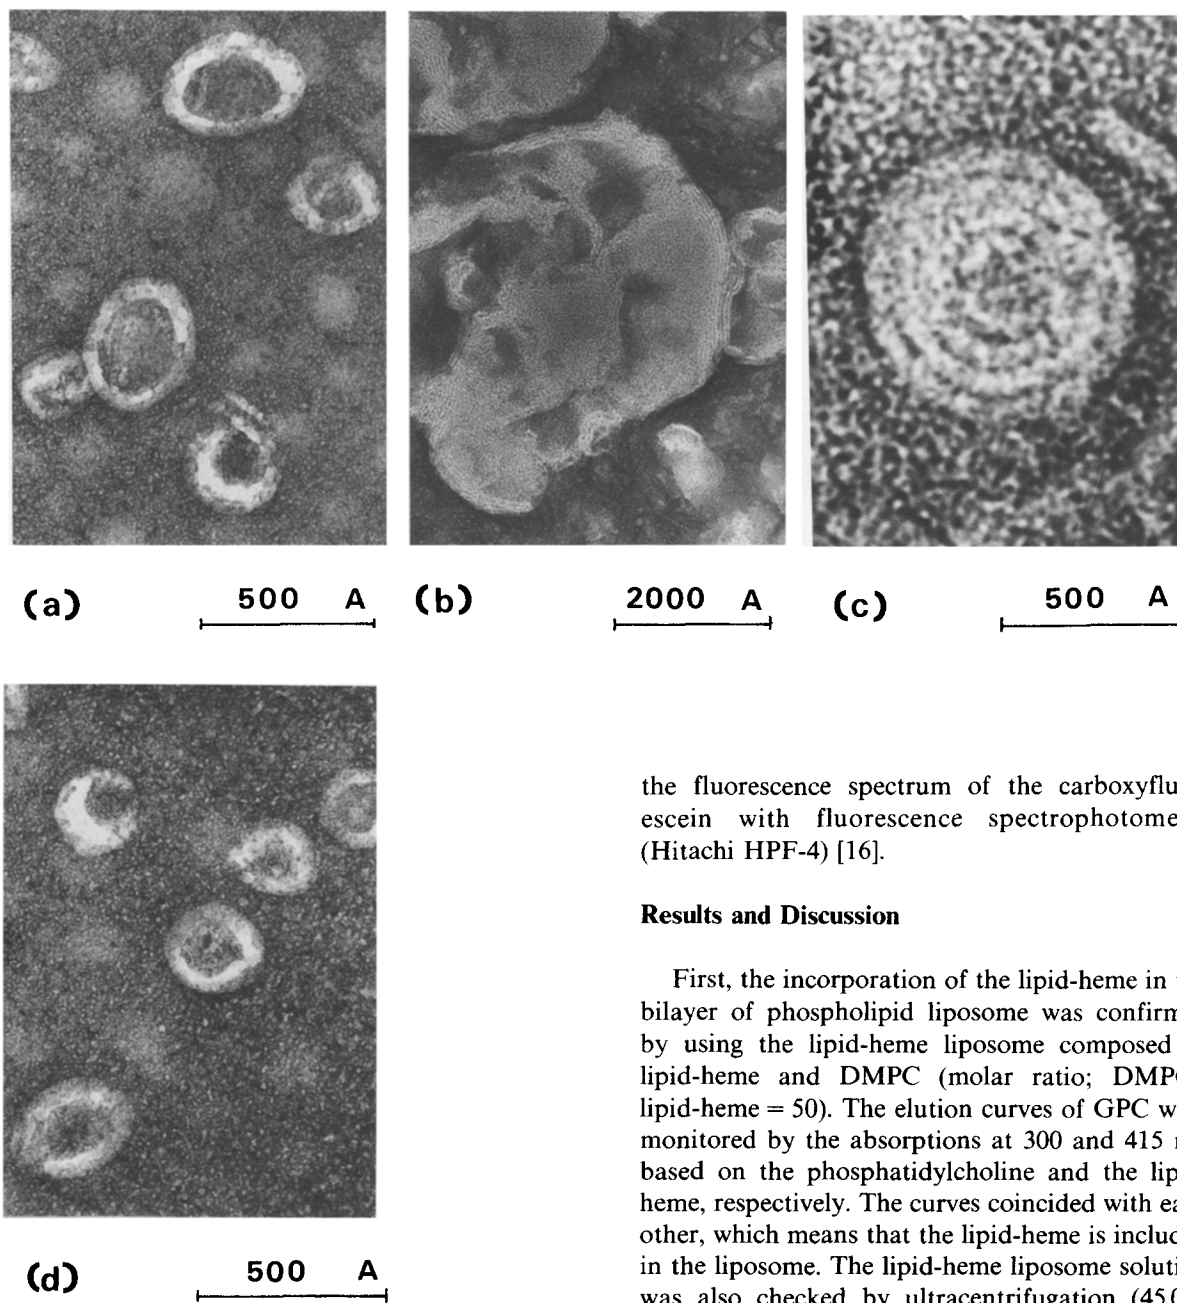 (a) 500 A
(b) 2000 A
(c) 500 A
(d) 500 A
the fluorescence spectrum of the carboxyflu
escein with fluorescence spectrophotome
(Hitachi HPF-4) [16].
Results and Discussion
First, the incorporation of the lipid-heme in
bilayer of phospholipid liposome was confirm
by using the lipid-heme liposome composed
lipid-heme and DMPC (molar ratio; DMPC
lipid-heme = 50). The elution curves of GPC w
monitored by the absorptions at 300 and 415
based on the phosphatidylcholine and the lip
heme, respectively. The curves coincided with ea
other, which means that the lipid-heme is includ
in the liposome. The lipid-heme liposome soluti
was also checked by ultracentrifugation (45